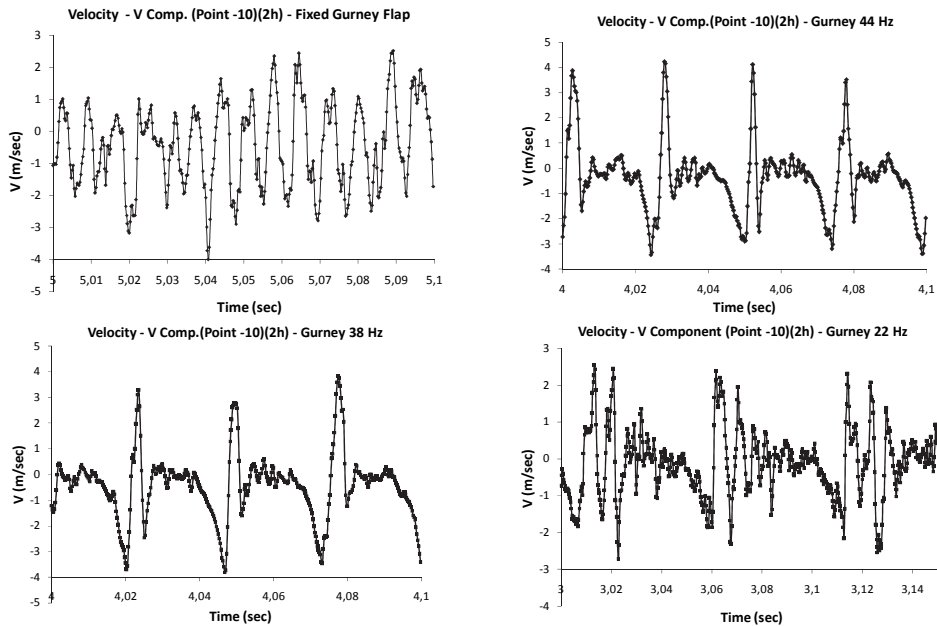 Velocity - V Comp. (Point -10)(2h) - Fixed Gurney Flap
3
2
1
0
-1
-2
-3
-4
-5
V (m/sec)
5 5,01 5,02 5,03 5,04 5,05 5,06 5,07 5,08 5,09 5,1
Time (sec)
Velocity - V Comp. (Point -10)(2h) - Gurney 44 Hz
5
4
3
2
1
0
-1
-2
-3
-4
V (m/sec)
4 4,02 4,04 4,06 4,08 4,1
Time (sec)
Velocity - V Comp.(Point -10)(2h) - Gurney 38 Hz
5
4
3
2
1
0
-1
-2
-3
-4
-5
V (m/sec)
4 4,02 4,04 4,06 4,08 4,1
Time (sec)
Velocity - V Component (Point -10)(2h) - Gurney 22 Hz
3
2
1
0
-1
-2
-3
-4
V (m/sec)
3 3,02 3,04 3,06 3,08 3,1 3,12 3,14
Time (sec)